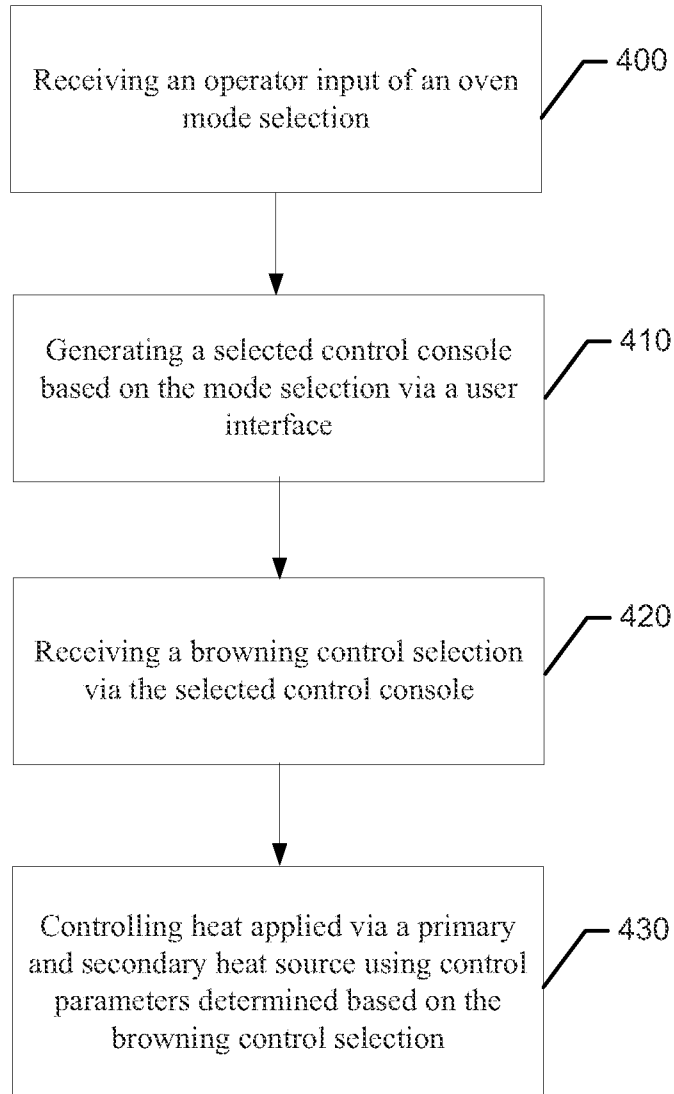 Receiving an operator input of an oven
mode selection
400
Generating a selected control console
based on the mode selection via a user
interface
410
Receiving a browning control selection
via the selected control console
420
Controlling heat applied via a primary
and secondary heat source using control
parameters determined based on the
browning control selection
430